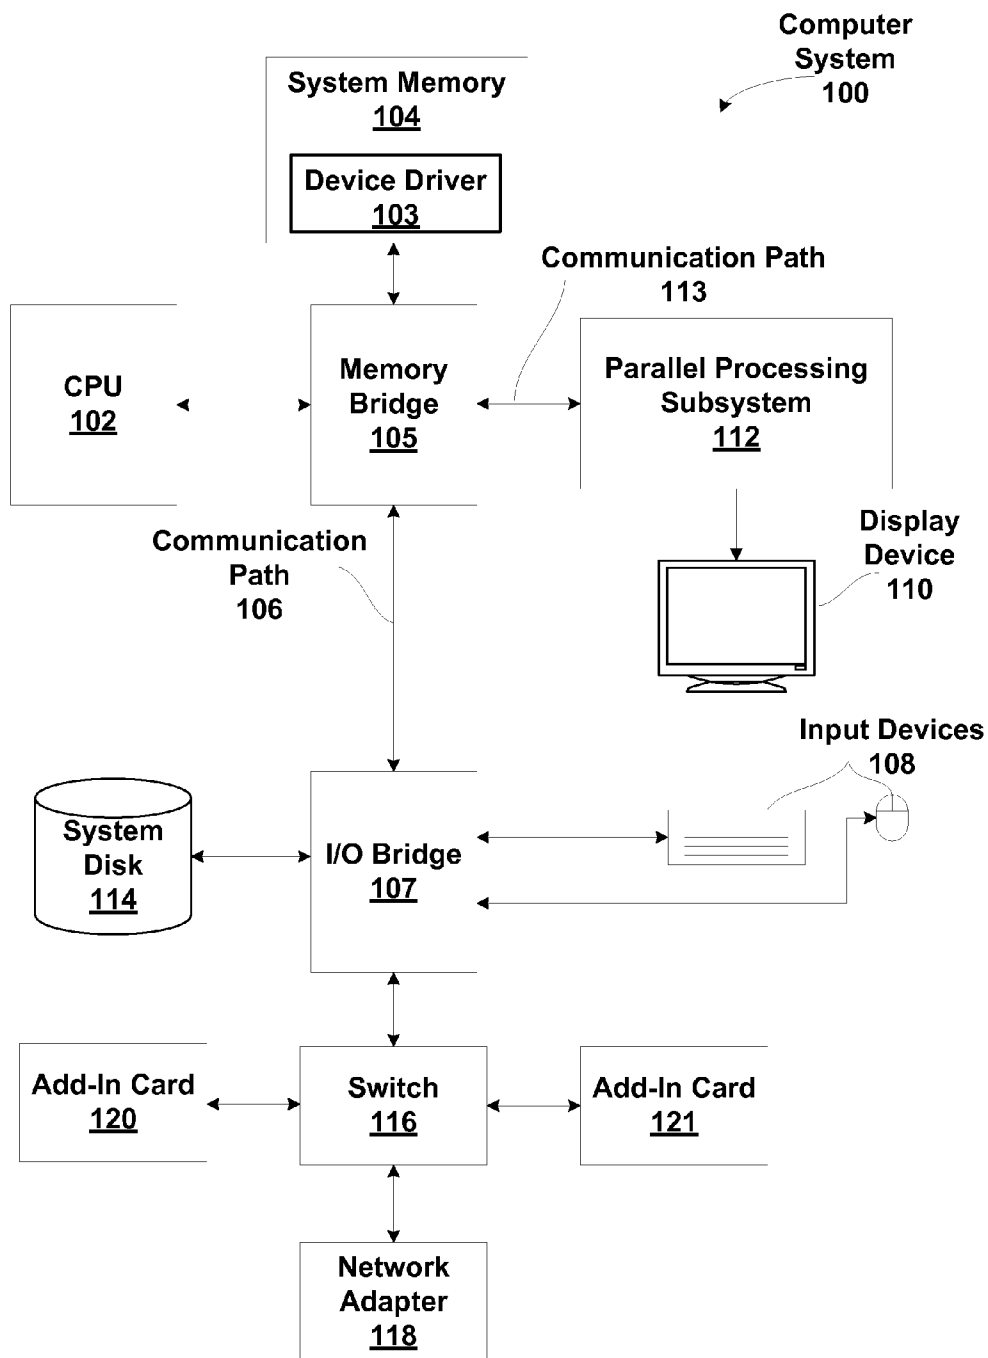 Computer
System
100
System Memory
104
Device Driver
103
Communication Path
113
CPU
102
Memory
Bridge
105
Parallel Processing
Subsystem
112
Communication
Path
106
Display
Device
110
Input Devices
108
System
Disk
114
I/O Bridge
107
Add-In Card
120
Switch
116
Add-In Card
121
Network
Adapter
118